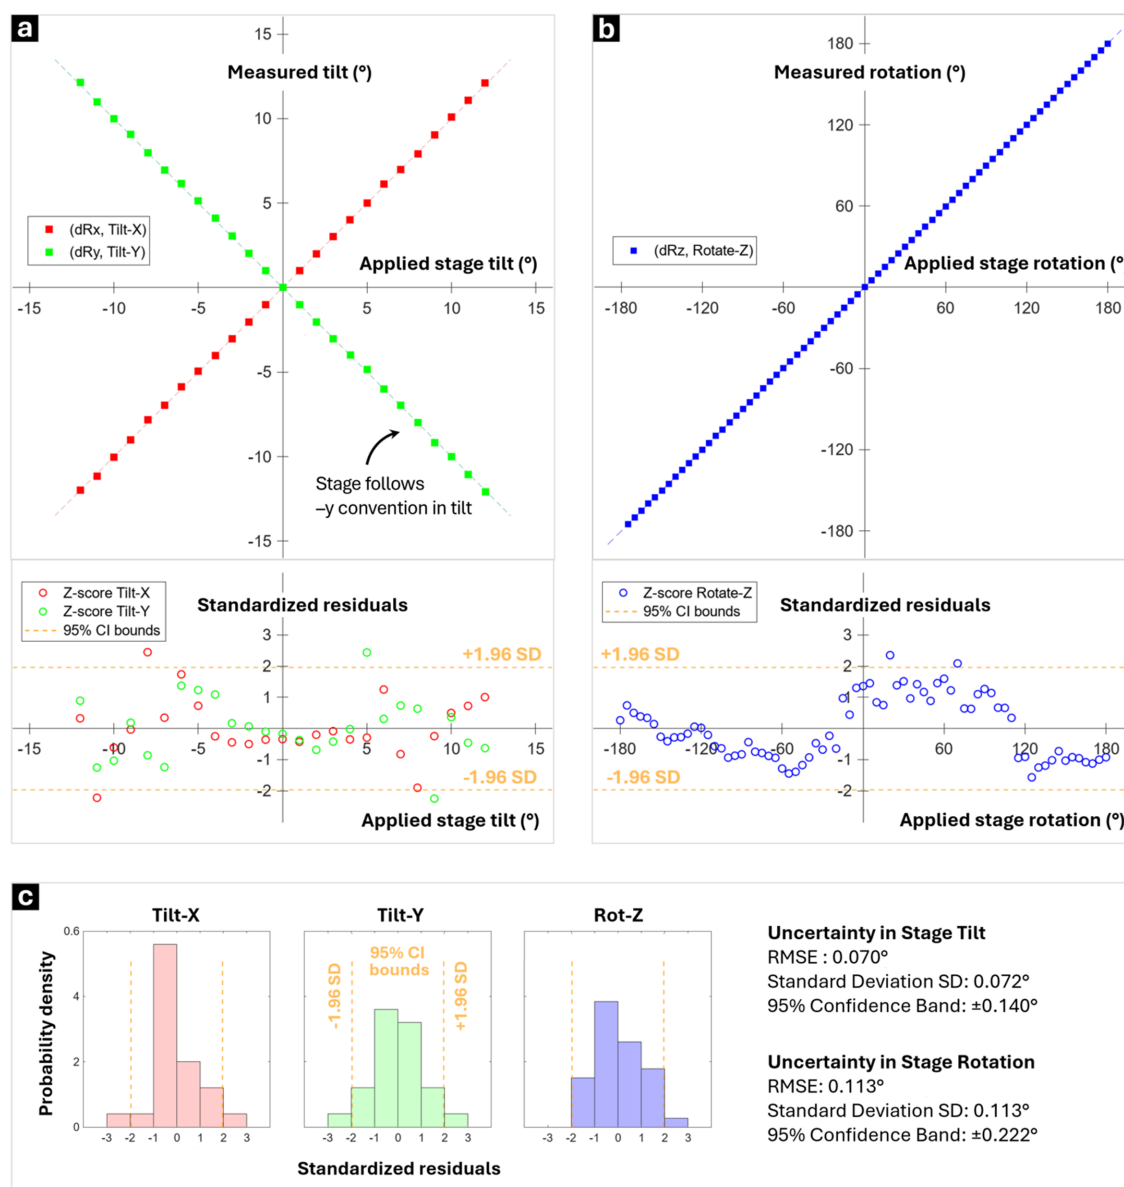 a
15
Measured tilt (°)
10
5
(dRx, Tilt-X)
(dRy, Tilt-Y)
Applied stage tilt (°)
-15 -10 -5 5 10 15
-5
-10
Stage follows
–y convention in tilt
-15
Z-score Tilt-X
Z-score Tilt-Y
95% CI bounds
Standardized residuals
3
2
1
+1.96 SD
-15 -10 -5 5 10 15
-1
-2
-1.96 SD
Applied stage tilt (°)
b
180
Measured rotation (°)
120
60
(dRz, Rotate-Z)
Applied stage rotation (°
-180 -120 -60 60 120 180
-60
-120
-180
Z-score Rotate-Z
95% CI bounds
Standardized residuals
3
+1.96 SD
2
1
-180 -120 -60 60 120 180
-1
-1.96 SD
-2
Applied stage rotation (°)
c
Tilt-X
Tilt-Y
Rot-Z
Probability density
0.6
4
2
0
-3 -2 -1 0 1 2 3
-1.96 SD
95% CI
bounds
+1.96 SD
-3 -2 -1 0 1 2 3
-3 -2 -1 0 1 2 3
Standardized residuals
Uncertainty in Stage Tilt
RMSE : 0.070°
Standard Deviation SD: 0.072°
95% Confidence Band: ±0.140°
Uncertainty in Stage Rotation
RMSE: 0.113°
Standard Deviation SD: 0.113°
95% Confidence Band: ±0.222°